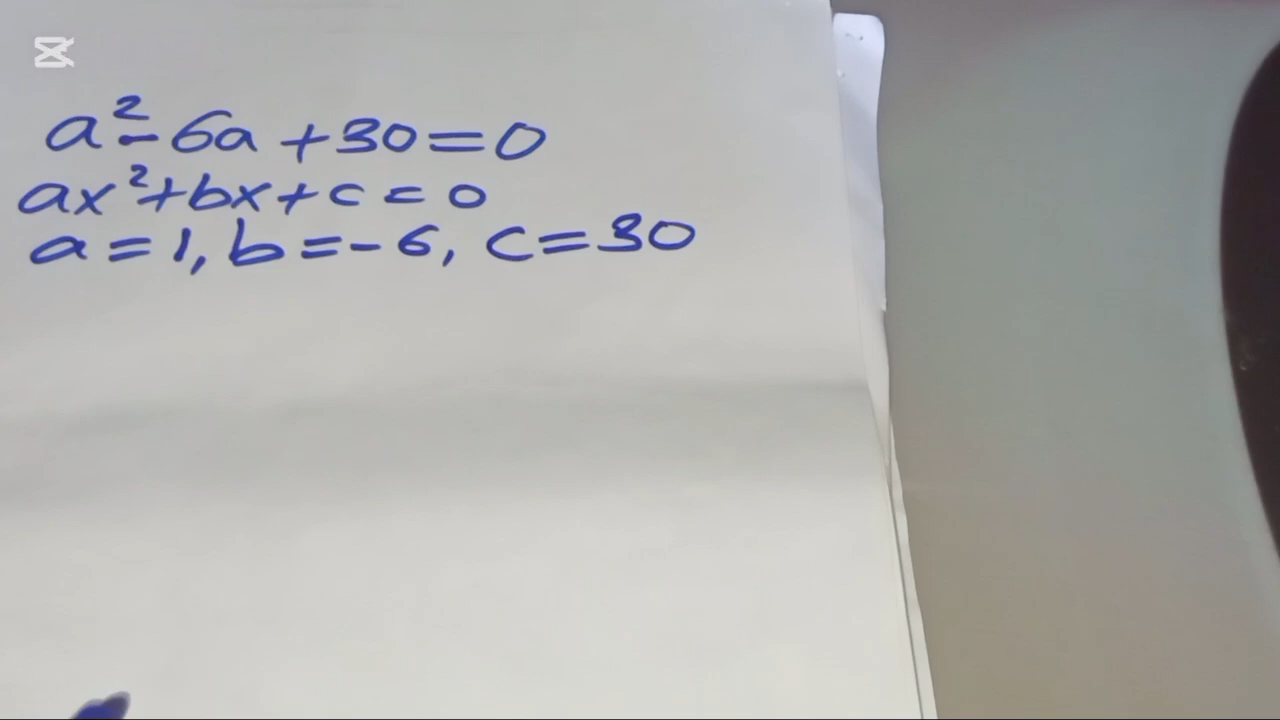 a²-6a+30=0
ax²+bx+c=0
a=1, b=-6, c=30